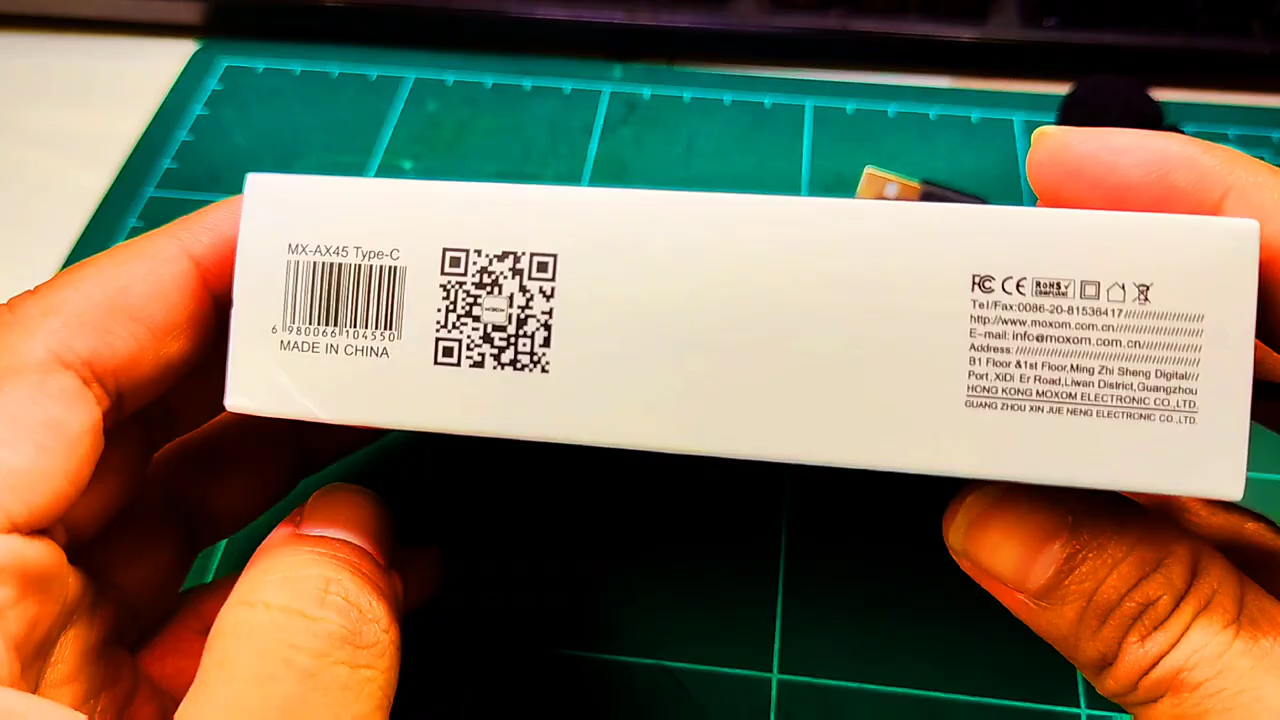 MX-AX45 Type-C
6 980066 104550
MADE IN CHINA
MOXOM
FC CE RoHS COMPLIANT
Tel/Fax:0086-20-81536417///////////////////
http://www.moxom.com.cn/////////////////////
E-mail: info@moxom.com.cn/////////////
Address: ////////////////////////////////////////
B1 Floor &1st Floor,Ming Zhi Sheng Digital///
Port, XiDi Er Road,Liwan District,Guangzhou
HONG KONG MOXOM ELECTRONIC CO.,LTD.
GUANG ZHOU XIN JUE NENG ELECTRONIC CO.,LTD.